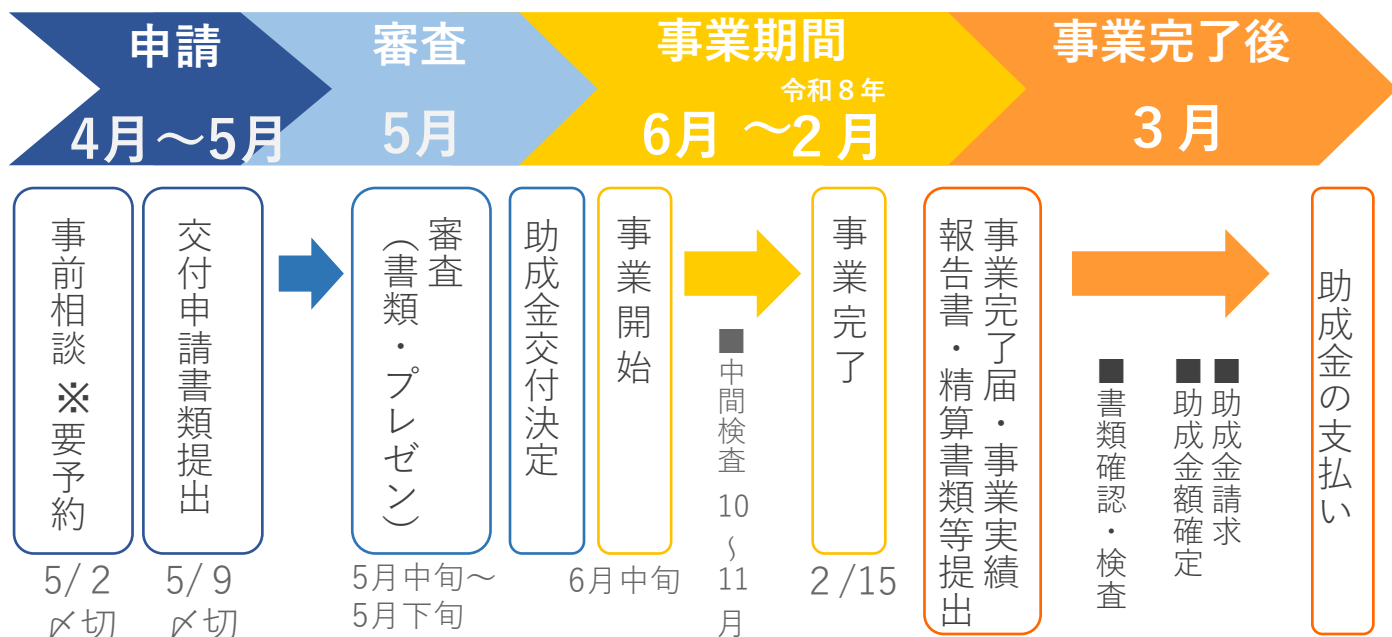 申請
4月～5月
審査
5月
事業期間
令和８年
6月 ～２月
事業完了後
３月
事前相談 ※要予約
5/2
〆切
交付申請書類提出
5/9
〆切
審査
（書類・プレゼン）
5月中旬～
5月下旬
助成金交付決定
事業開始
6月中旬
■中間検査 10～11月
事業完了
2/15
事業完了届・事業実績
報告書・精算書類等提出
■書類確認・検査
■助成金請求
■助成金額確定
助成金の支払い